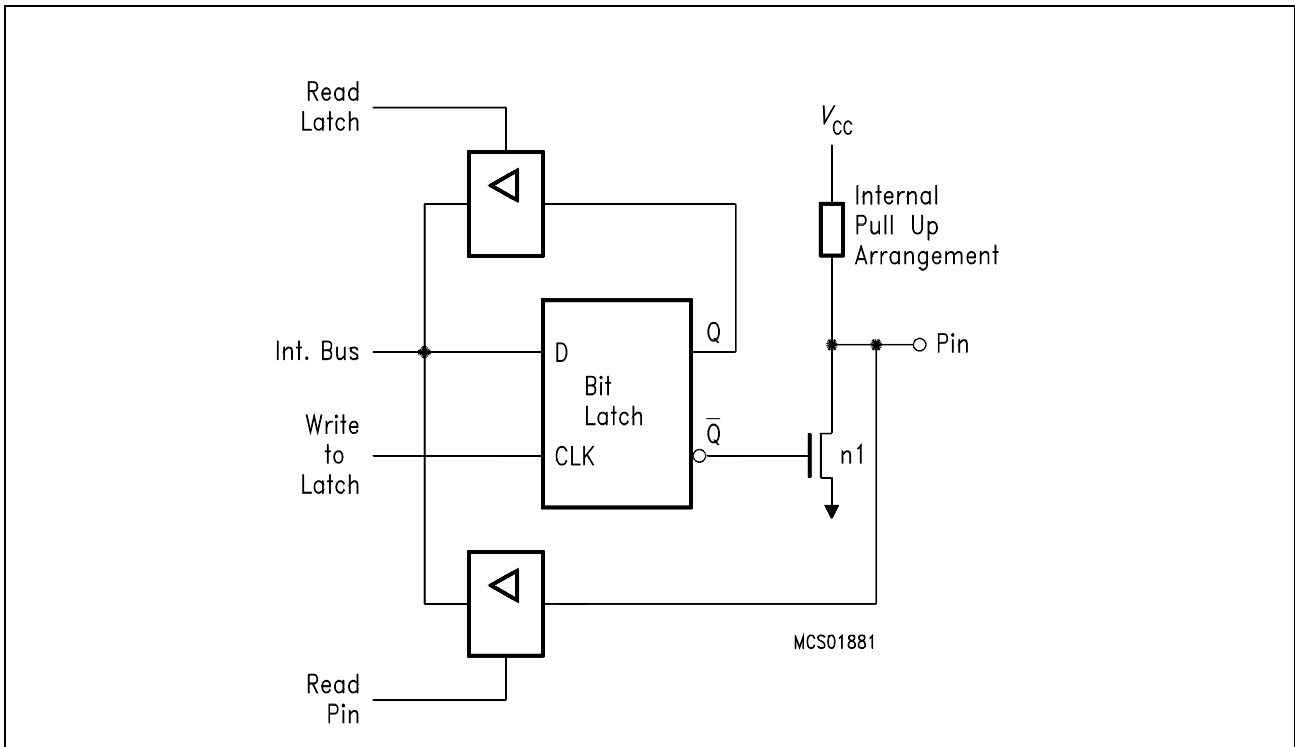 Read
Latch
V_CC
Internal
Pull Up
Arrangement
Int. Bus
D
Q
Pin
Bit
Latch
Write
to
Latch
CLK
Q̅
n1
MCS01881
Read
Pin